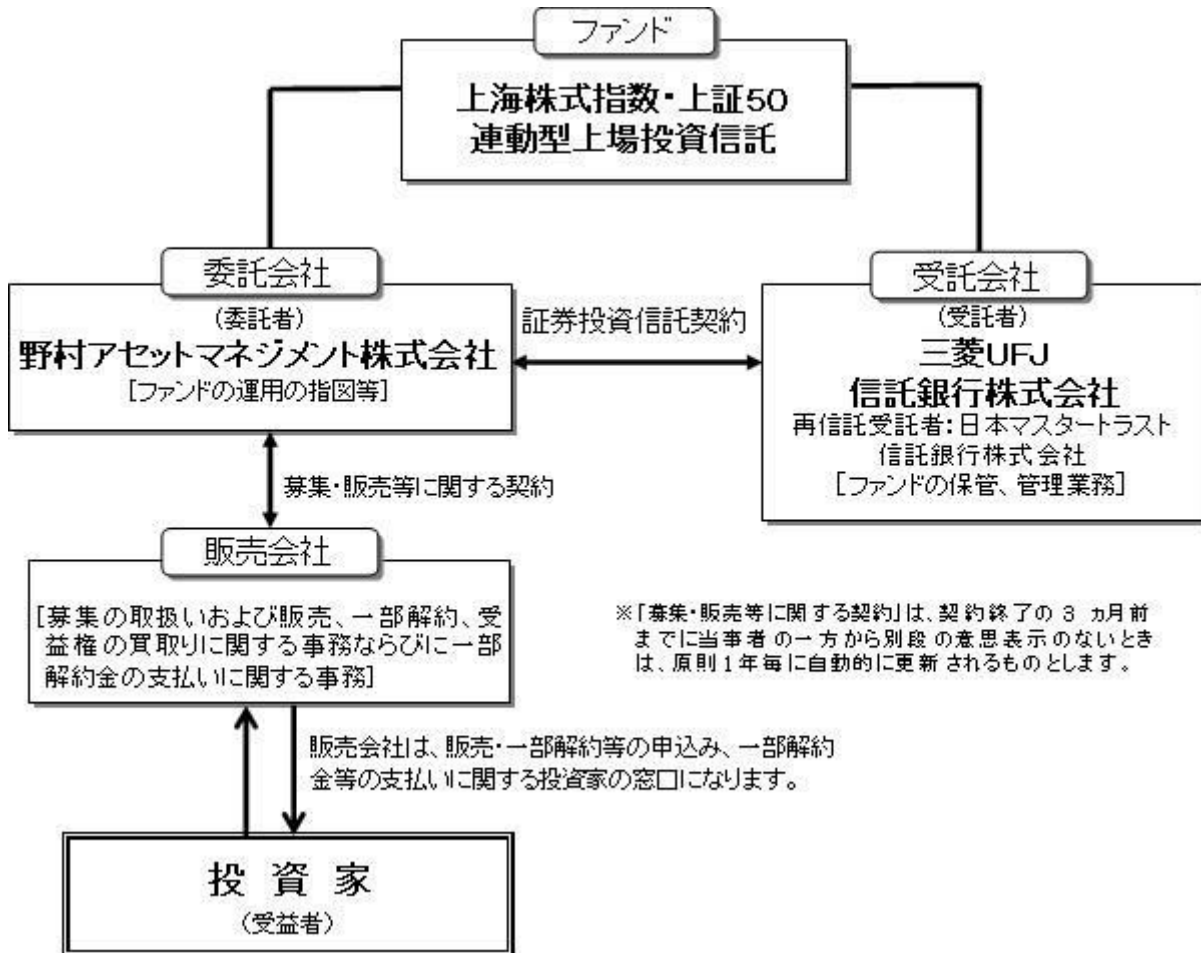 ファンド
上海株式指数・上証50
連動型上場投資信託
委託会社
(委託者)
野村アセットマネジメント株式会社
[ファンドの運用の指図等]
証券投資信託契約
受託会社
(受託者)
三菱UFJ
信託銀行株式会社
再信託受託者:日本マスタートラスト
信託銀行株式会社
[ファンドの保管、管理業務]
募集・販売等に関する契約
販売会社
[募集の取扱いおよび販売、一部解約、受
益権の買取りに関する事務ならびに一部
解約金の支払いに関する事務]
※「募集・販売等に関する契約」は、契約終了の3ヵ月前
までに当事者の一方から別段の意思表示のないとき
は、原則1年毎に自動的に更新されるものとします。
販売会社は、販売・一部解約等の申込み、一部解約
金等の支払いに関する投資家の窓口になります。
投資家
(受益者)